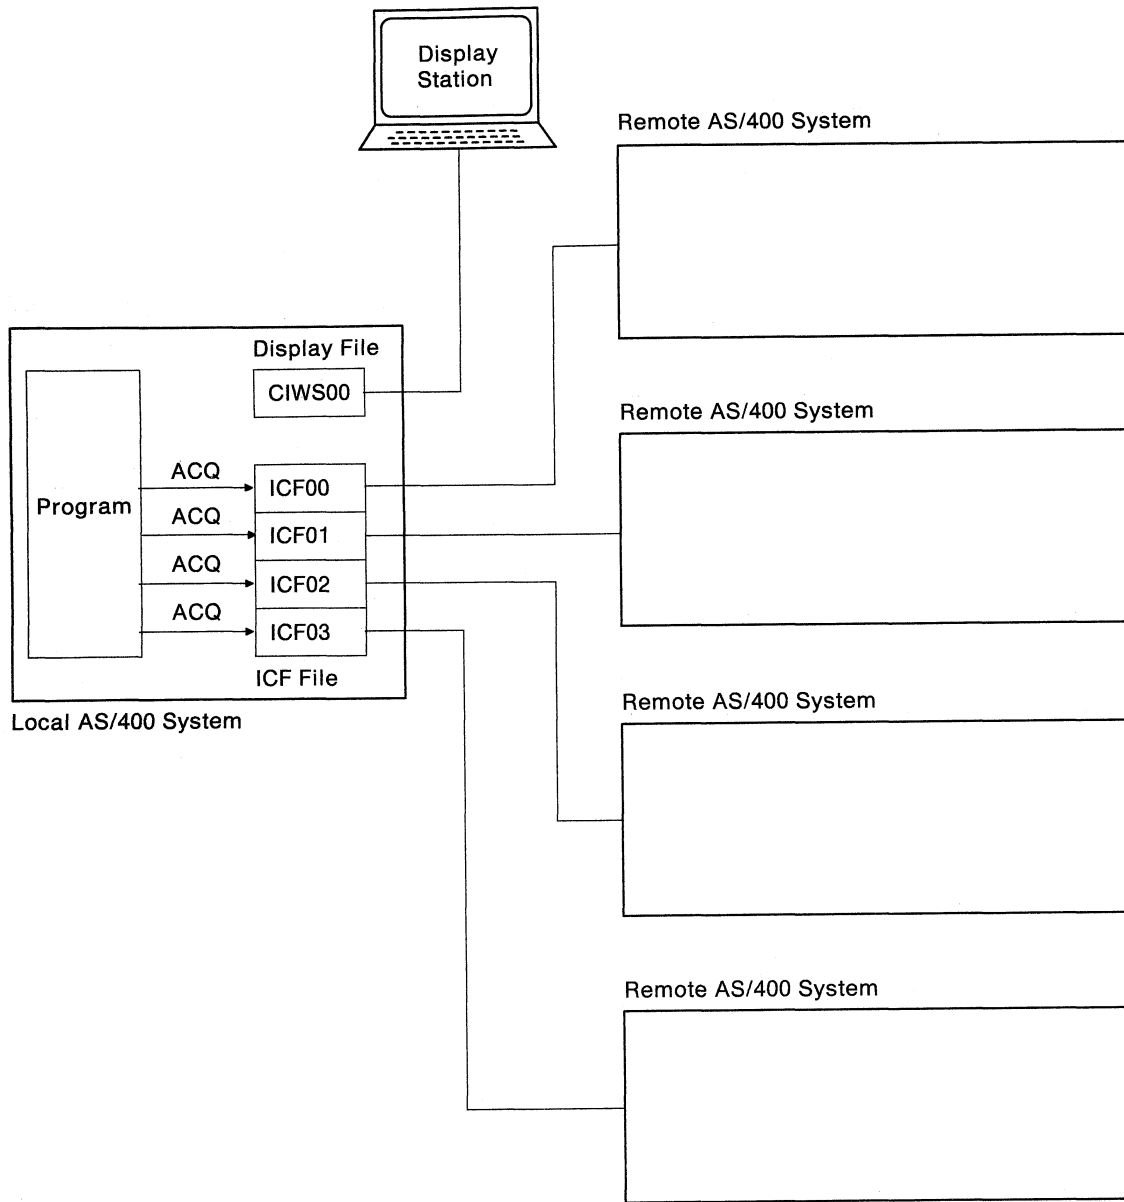 Display
Station
Remote AS/400 System
Display File
CIWS00
Remote AS/400 System
Program
ACQ
ICF00
ACQ
ICF01
ACQ
ICF02
ACQ
ICF03
ICF File
Local AS/400 System
Remote AS/400 System
Remote AS/400 System